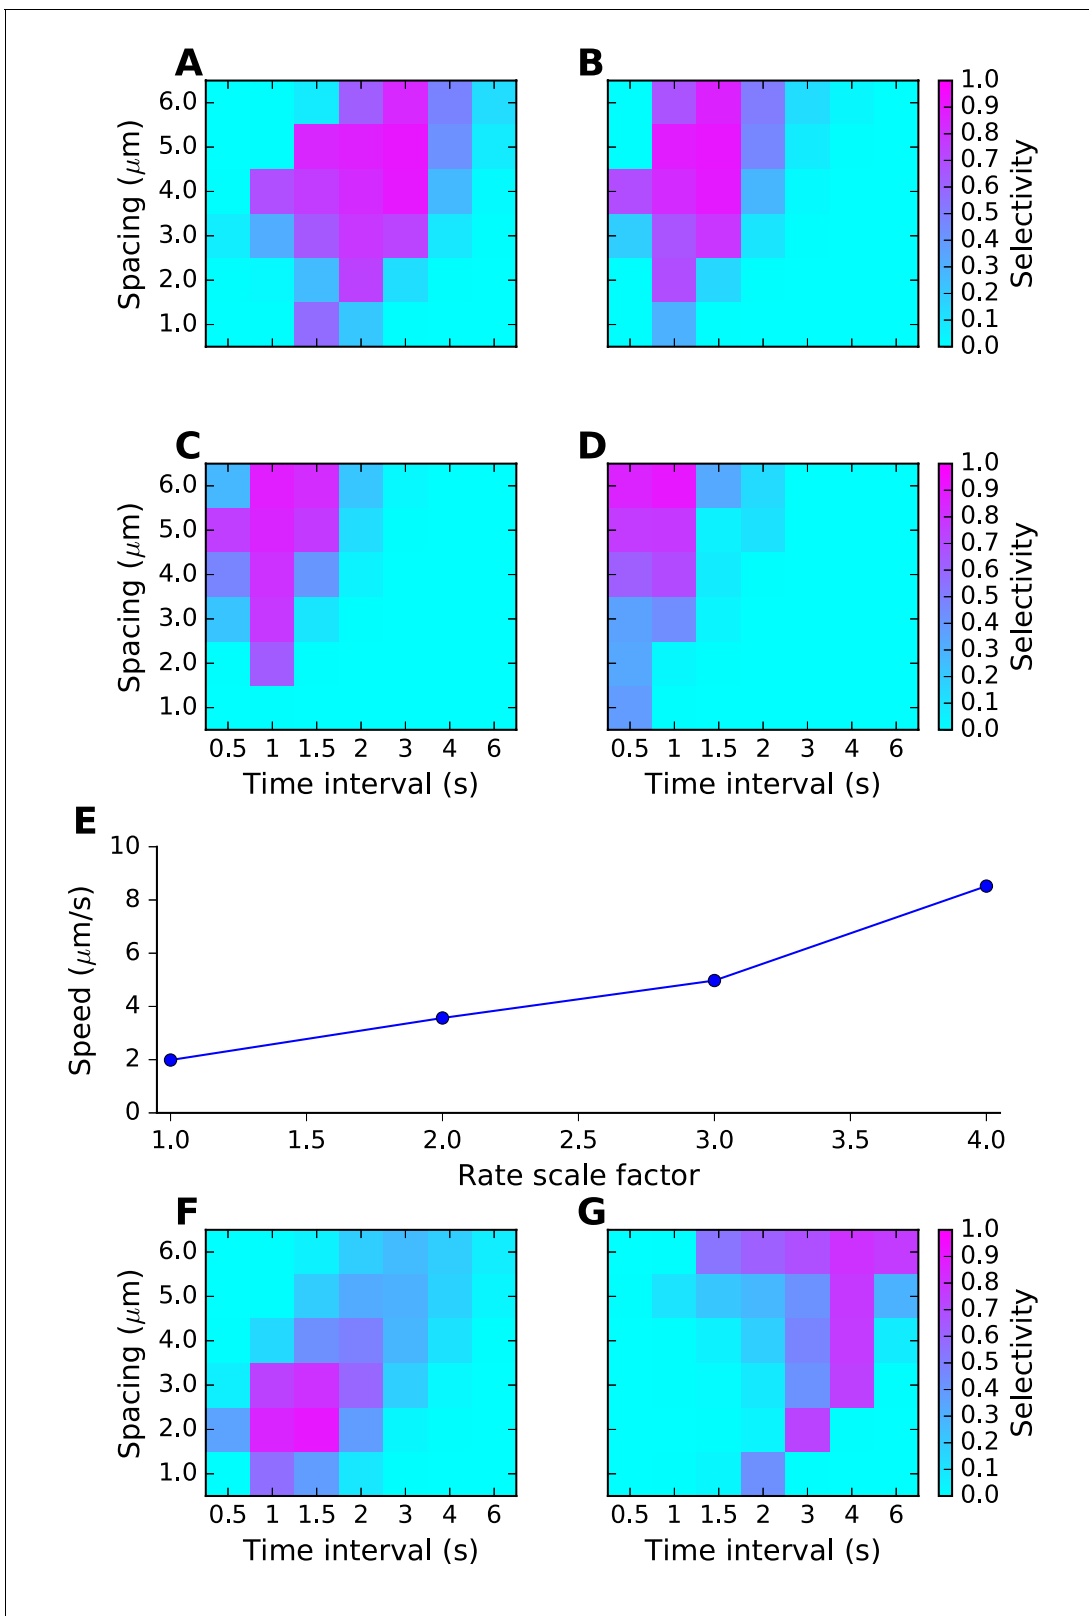 A
B
6.0
5.0
4.0
3.0
2.0
1.0
Spacing (μm)
1.0
0.9
0.8
0.7
0.6
0.5
0.4
0.3
0.2
0.1
0.0
Selectivity
C
D
6.0
5.0
4.0
3.0
2.0
1.0
Spacing (μm)
0.5 1 1.5 2 3 4 6
Time interval (s)
0.5 1 1.5 2 3 4 6
Time interval (s)
1.0
0.9
0.8
0.7
0.6
0.5
0.4
0.3
0.2
0.1
0.0
Selectivity
E
10
8
6
4
2
0
Speed (μm/s)
1.0 1.5 2.0 2.5 3.0 3.5 4.0
Rate scale factor
F
G
6.0
5.0
4.0
3.0
2.0
1.0
Spacing (μm)
0.5 1 1.5 2 3 4 6
Time interval (s)
0.5 1 1.5 2 3 4 6
Time interval (s)
1.0
0.9
0.8
0.7
0.6
0.5
0.4
0.3
0.2
0.1
0.0
Selectivity